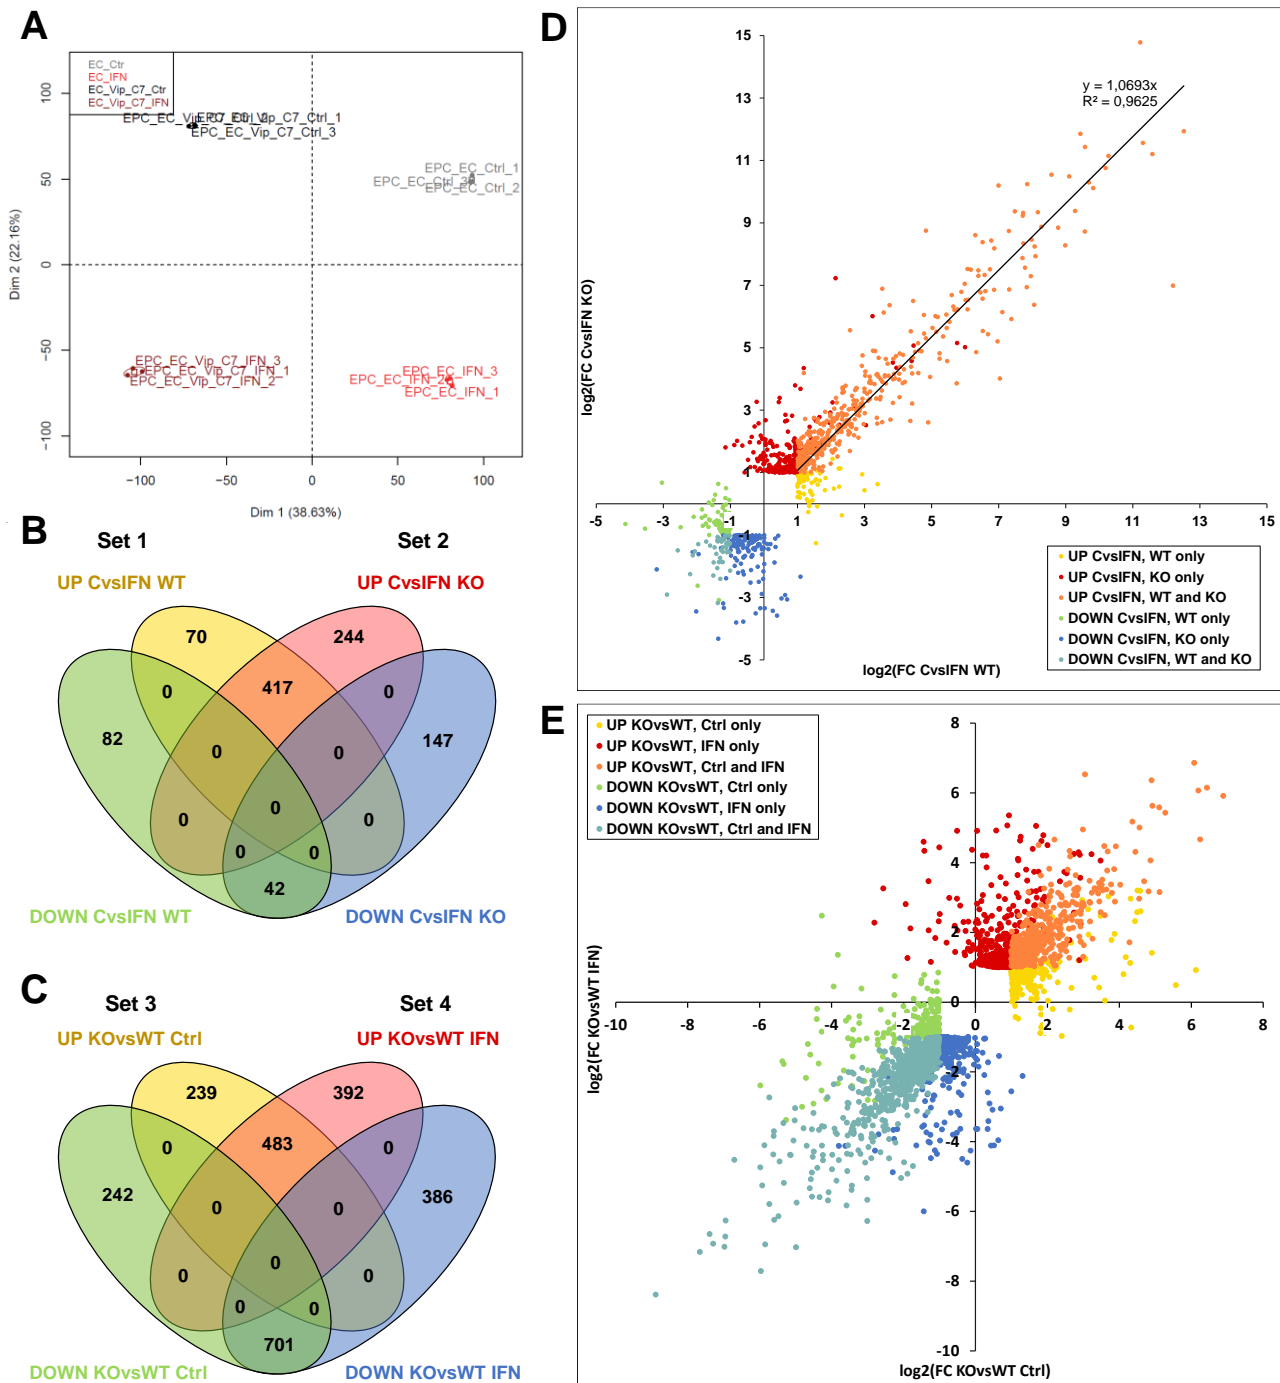 A
EC_Ctr
EC_IFN
EC_Vip_C7_Ctr
EC_Vip_C7_IFN
EPC_EC_Vip_C7_Ctrl_1
EPC_EC_Vip_C7_Ctrl_2
EPC_EC_Vip_C7_Ctrl_3
EPC_EC_Ctrl_1
EPC_EC_Ctrl_3
EPC_EC_Ctrl_2
EPC_EC_Vip_C7_IFN_3
EPC_EC_Vip_C7_IFN_1
EPC_EC_Vip_C7_IFN_2
EPC_EC_IFN_3
EPC_EC_IFN_2
EPC_EC_IFN_1
100
50
0
−50
−100
Dim 2 (22.16%)
−100 −50 0 50 100
Dim 1 (38.63%)
B
Set 1 Set 2
UP CvsIFN WT UP CvsIFN KO
70 244
0 417 0
82 0 0 147
0 0 0
0 0
42
DOWN CvsIFN WT DOWN CvsIFN KO
C
Set 3 Set 4
UP KOvsWT Ctrl UP KOvsWT IFN
239 392
0 483 0
242 0 0 386
0 0 0
0 0
701
DOWN KOvsWT Ctrl DOWN KOvsWT IFN
D
15
13
11
9
7
5
3
1
-1
-3
-5
y = 1,0693x
R² = 0,9625
log2(FC CvsIFN KO)
-5 -3 -1 1 3 5 7 9 11 13 15
log2(FC CvsIFN WT)
UP CvsIFN, WT only
UP CvsIFN, KO only
UP CvsIFN, WT and KO
DOWN CvsIFN, WT only
DOWN CvsIFN, KO only
DOWN CvsIFN, WT and KO
E
UP KOvsWT, Ctrl only
UP KOvsWT, IFN only
UP KOvsWT, Ctrl and IFN
DOWN KOvsWT, Ctrl only
DOWN KOvsWT, IFN only
DOWN KOvsWT, Ctrl and IFN
8
6
4
2
0
-2
-4
-6
-8
-10
log2(FC KOvsWT IFN)
-10 -8 -6 -4 -2 0 2 4 6 8
log2(FC KOvsWT Ctrl)